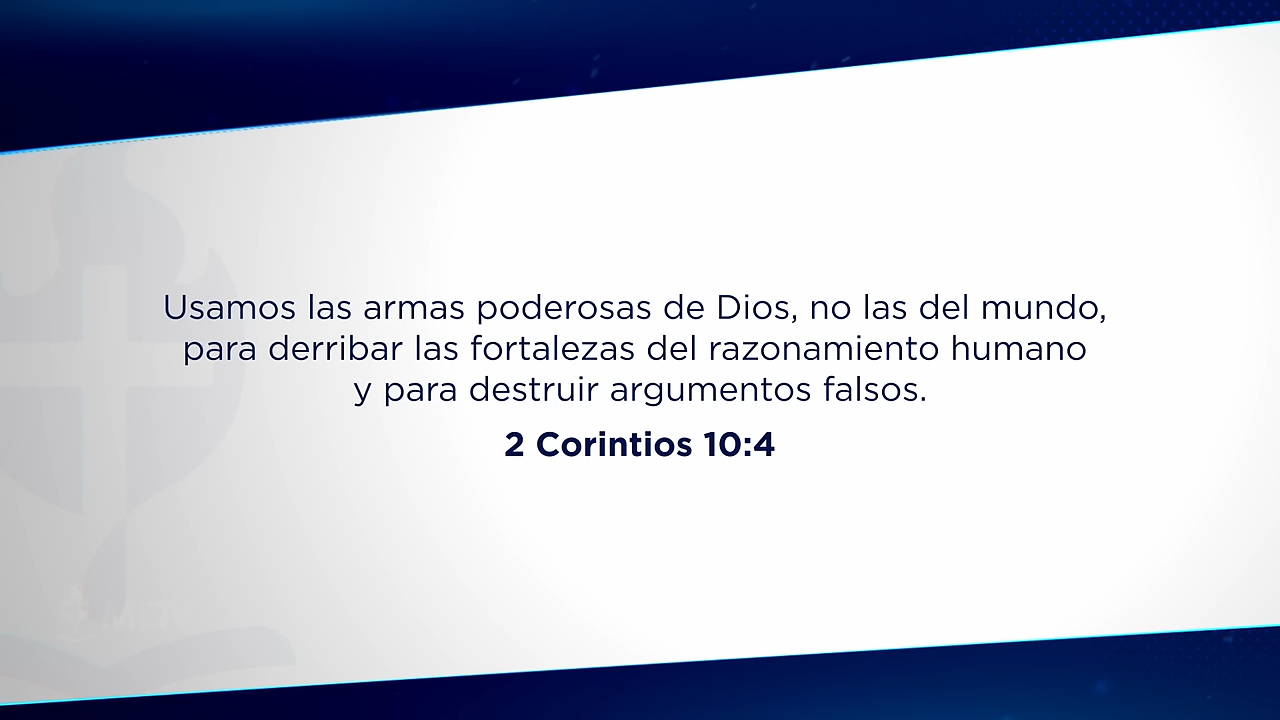 Usamos las armas poderosas de Dios, no las del mundo,
para derribar las fortalezas del razonamiento humano
y para destruir argumentos falsos.
2 Corintios 10:4